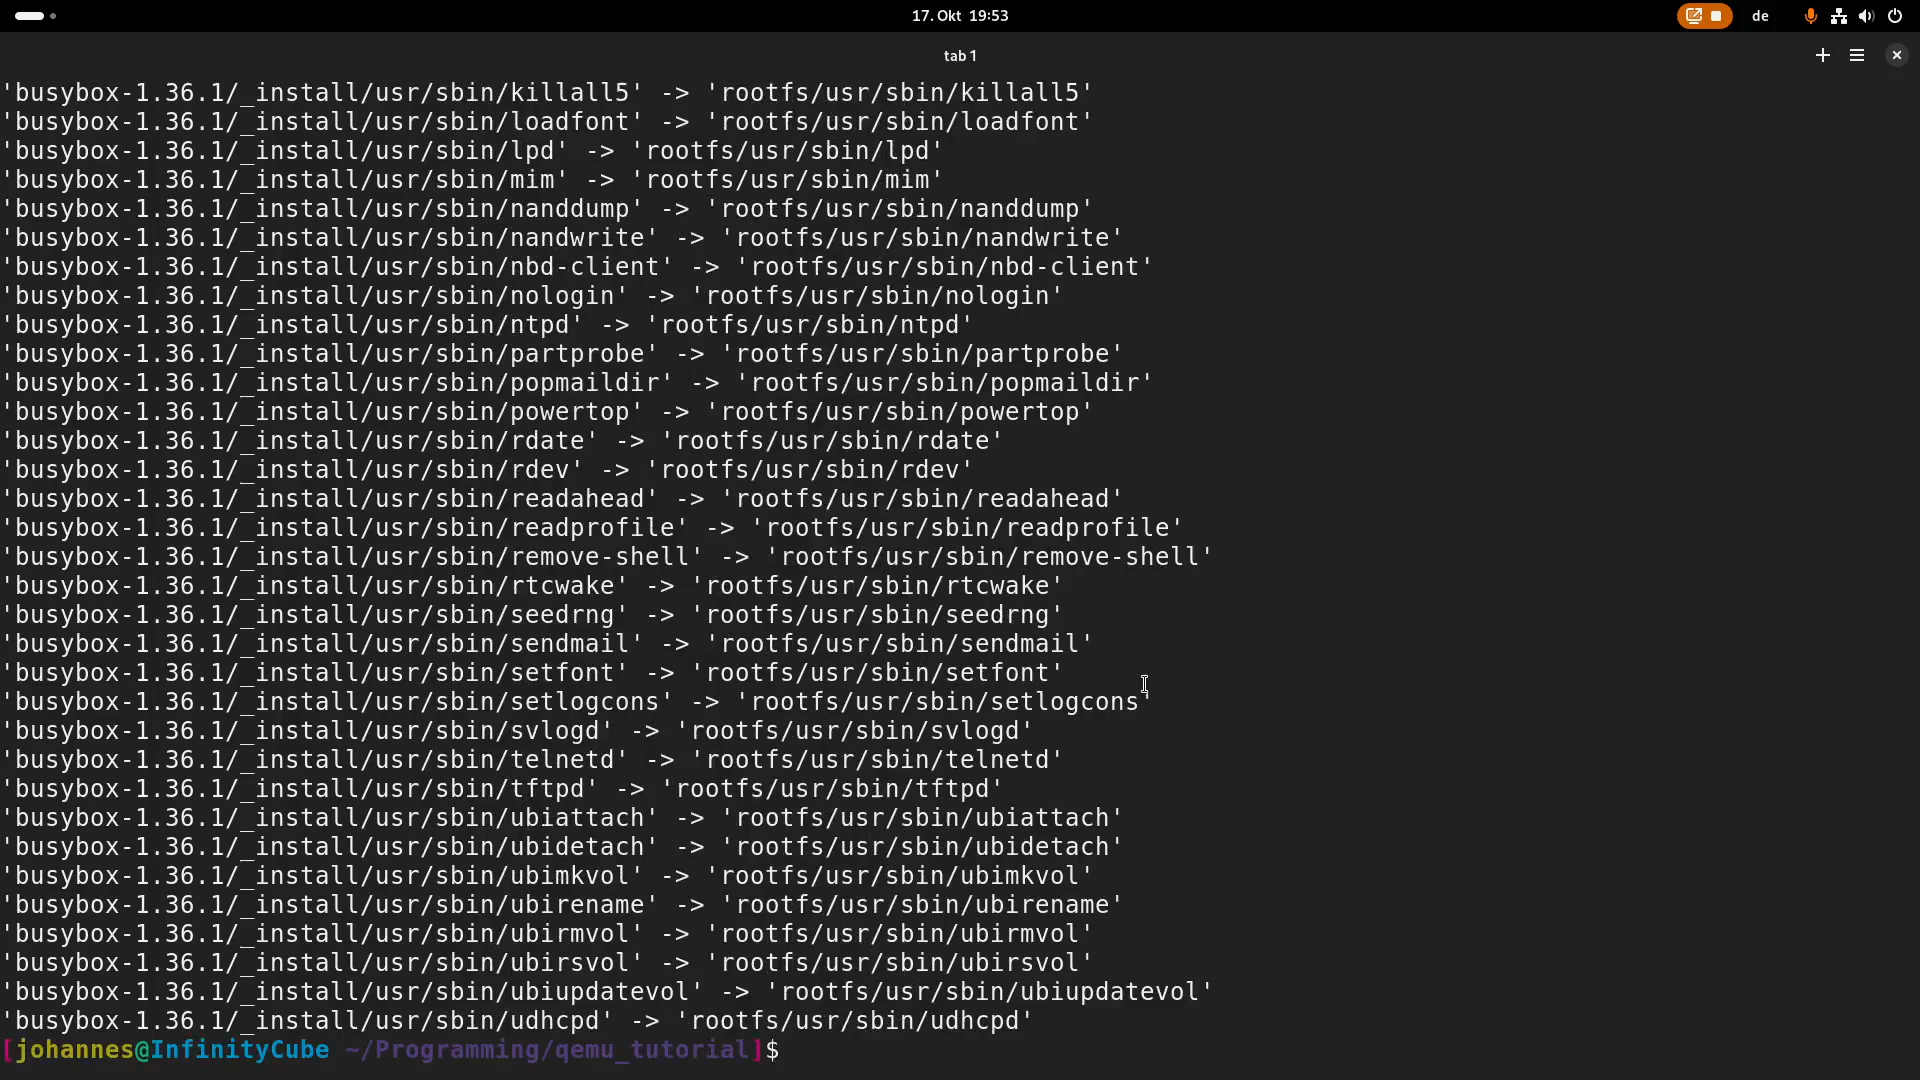 17. Okt 19:53
de
tab 1
'busybox-1.36.1/_install/usr/sbin/killall5' -> 'rootfs/usr/sbin/killall5'
'busybox-1.36.1/_install/usr/sbin/loadfont' -> 'rootfs/usr/sbin/loadfont'
'busybox-1.36.1/_install/usr/sbin/lpd' -> 'rootfs/usr/sbin/lpd'
'busybox-1.36.1/_install/usr/sbin/mim' -> 'rootfs/usr/sbin/mim'
'busybox-1.36.1/_install/usr/sbin/nanddump' -> 'rootfs/usr/sbin/nanddump'
'busybox-1.36.1/_install/usr/sbin/nandwrite' -> 'rootfs/usr/sbin/nandwrite'
'busybox-1.36.1/_install/usr/sbin/nbd-client' -> 'rootfs/usr/sbin/nbd-client'
'busybox-1.36.1/_install/usr/sbin/nologin' -> 'rootfs/usr/sbin/nologin'
'busybox-1.36.1/_install/usr/sbin/ntpd' -> 'rootfs/usr/sbin/ntpd'
'busybox-1.36.1/_install/usr/sbin/partprobe' -> 'rootfs/usr/sbin/partprobe'
'busybox-1.36.1/_install/usr/sbin/popmaildir' -> 'rootfs/usr/sbin/popmaildir'
'busybox-1.36.1/_install/usr/sbin/powertop' -> 'rootfs/usr/sbin/powertop'
'busybox-1.36.1/_install/usr/sbin/rdate' -> 'rootfs/usr/sbin/rdate'
'busybox-1.36.1/_install/usr/sbin/rdev' -> 'rootfs/usr/sbin/rdev'
'busybox-1.36.1/_install/usr/sbin/readahead' -> 'rootfs/usr/sbin/readahead'
'busybox-1.36.1/_install/usr/sbin/readprofile' -> 'rootfs/usr/sbin/readprofile'
'busybox-1.36.1/_install/usr/sbin/remove-shell' -> 'rootfs/usr/sbin/remove-shell'
'busybox-1.36.1/_install/usr/sbin/rtcwake' -> 'rootfs/usr/sbin/rtcwake'
'busybox-1.36.1/_install/usr/sbin/seedrng' -> 'rootfs/usr/sbin/seedrng'
'busybox-1.36.1/_install/usr/sbin/sendmail' -> 'rootfs/usr/sbin/sendmail'
'busybox-1.36.1/_install/usr/sbin/setfont' -> 'rootfs/usr/sbin/setfont'
'busybox-1.36.1/_install/usr/sbin/setlogcons' -> 'rootfs/usr/sbin/setlogcons'
'busybox-1.36.1/_install/usr/sbin/svlogd' -> 'rootfs/usr/sbin/svlogd'
'busybox-1.36.1/_install/usr/sbin/telnetd' -> 'rootfs/usr/sbin/telnetd'
'busybox-1.36.1/_install/usr/sbin/tftpd' -> 'rootfs/usr/sbin/tftpd'
'busybox-1.36.1/_install/usr/sbin/ubiattach' -> 'rootfs/usr/sbin/ubiattach'
'busybox-1.36.1/_install/usr/sbin/ubidetach' -> 'rootfs/usr/sbin/ubidetach'
'busybox-1.36.1/_install/usr/sbin/ubimkvol' -> 'rootfs/usr/sbin/ubimkvol'
'busybox-1.36.1/_install/usr/sbin/ubirename' -> 'rootfs/usr/sbin/ubirename'
'busybox-1.36.1/_install/usr/sbin/ubirmvol' -> 'rootfs/usr/sbin/ubirmvol'
'busybox-1.36.1/_install/usr/sbin/ubirsvol' -> 'rootfs/usr/sbin/ubirsvol'
'busybox-1.36.1/_install/usr/sbin/ubiupdatevol' -> 'rootfs/usr/sbin/ubiupdatevol'
'busybox-1.36.1/_install/usr/sbin/udhcpd' -> 'rootfs/usr/sbin/udhcpd'
[johannes@InfinityCube ~/Programming/qemu_tutorial]$